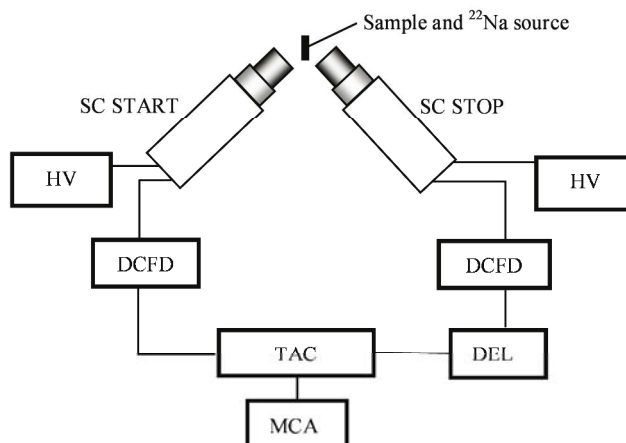 Sample and ²²Na source
SC START
SC STOP
HV
HV
DCFD
DCFD
TAC
DEL
MCA